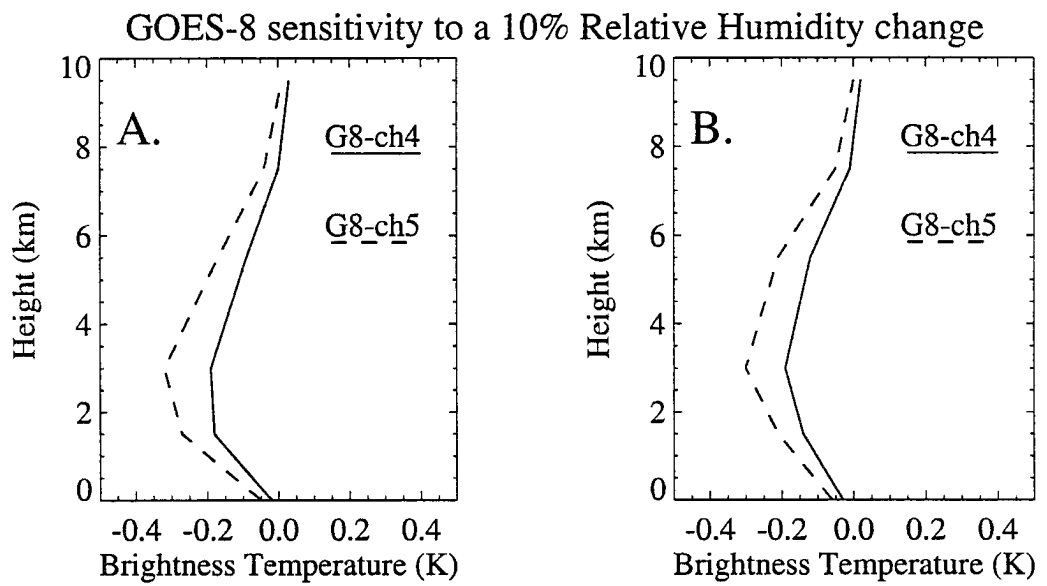 GOES-8 sensitivity to a 10% Relative Humidity change
10
8
6
4
2
0
Height (km)
A.
G8-ch4
G8-ch5
-0.4 -0.2 0.0 0.2 0.4
Brightness Temperature (K)
10
8
6
4
2
0
Height (km)
B.
G8-ch4
G8-ch5
-0.4 -0.2 0.0 0.2 0.4
Brightness Temperature (K)